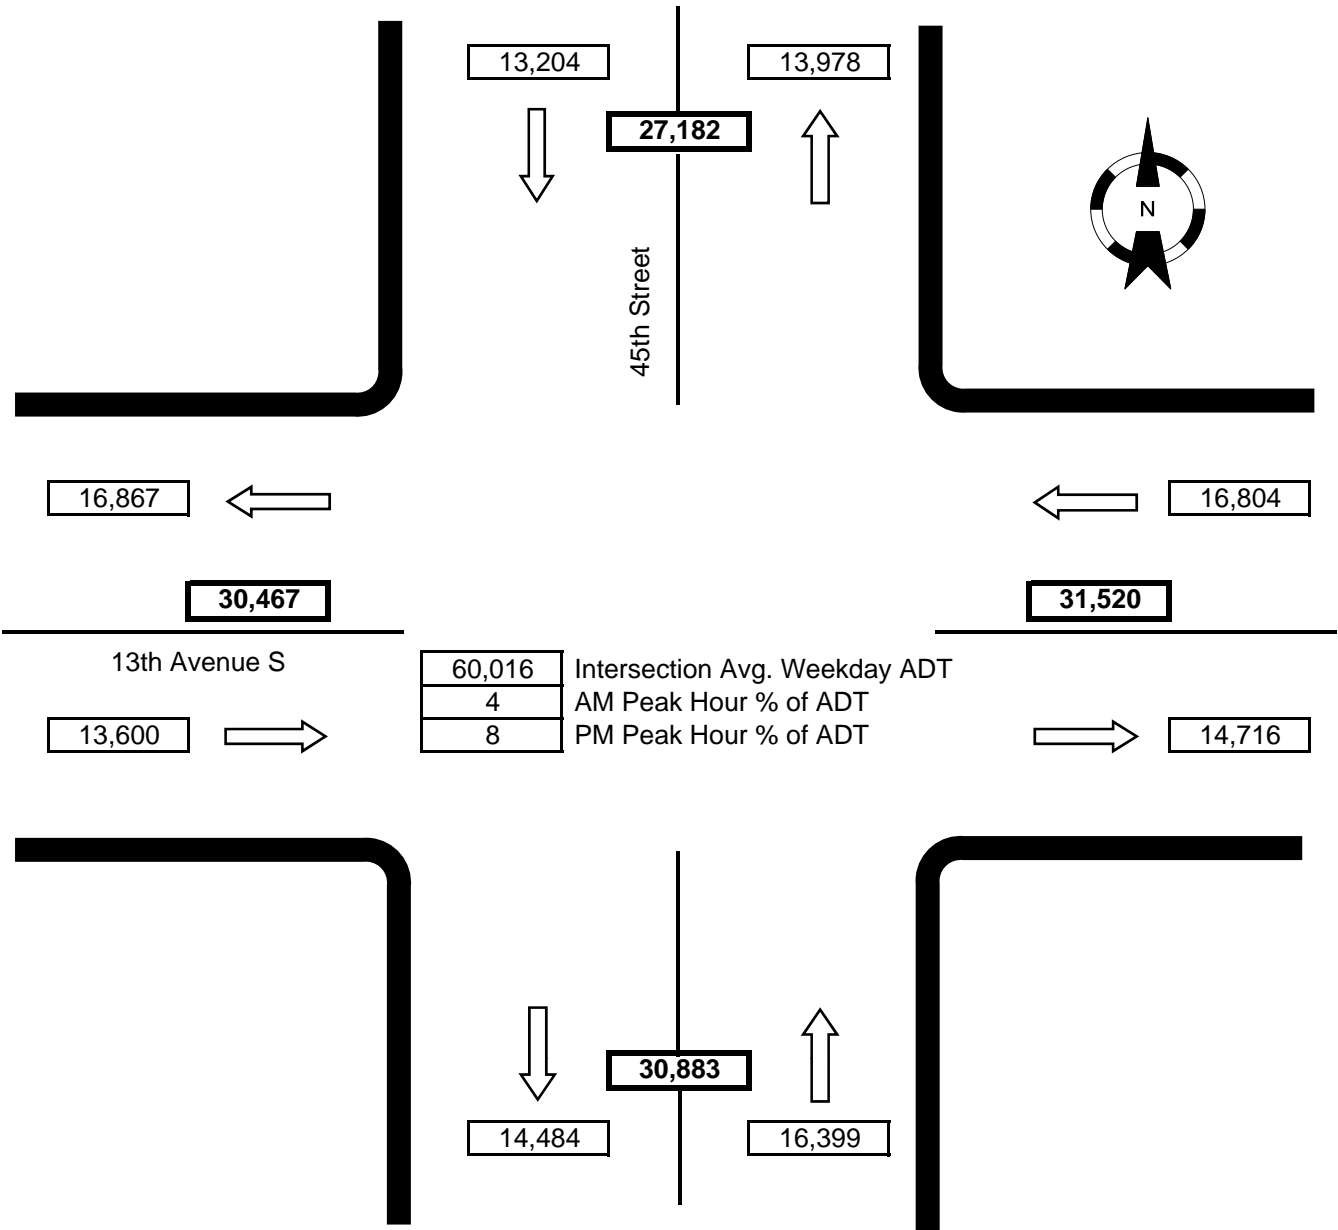 13,204
13,978
27,182
N
45th Street
16,867
16,804
30,467
31,520
13th Avenue S
60,016 Intersection Avg. Weekday ADT
4 AM Peak Hour % of ADT
8 PM Peak Hour % of ADT
13,600
14,716
30,883
14,484
16,399